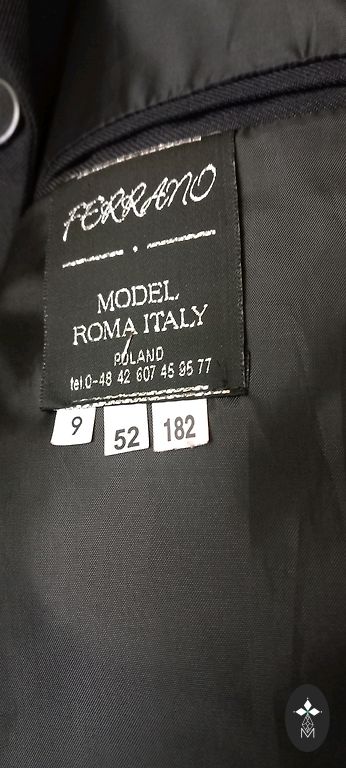 FERRANO
MODEL
ROMA ITALY
POLAND
tel.0-48 42 607 45 95 77
9 52 182
M